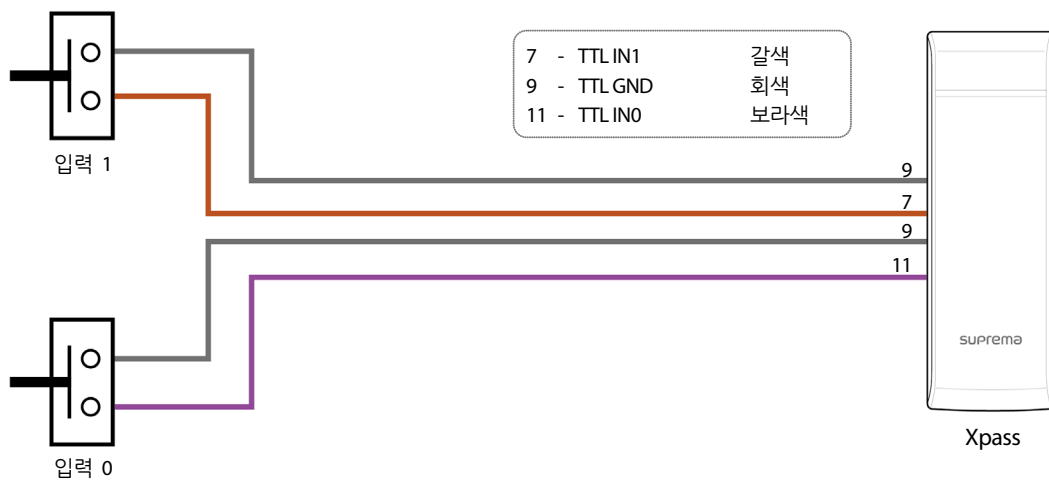 7 - TTL IN1 갈색
9 - TTL GND 회색
11 - TTL IN0 보라색
입력 1
9
7
9
11
suprema
Xpass
입력 0